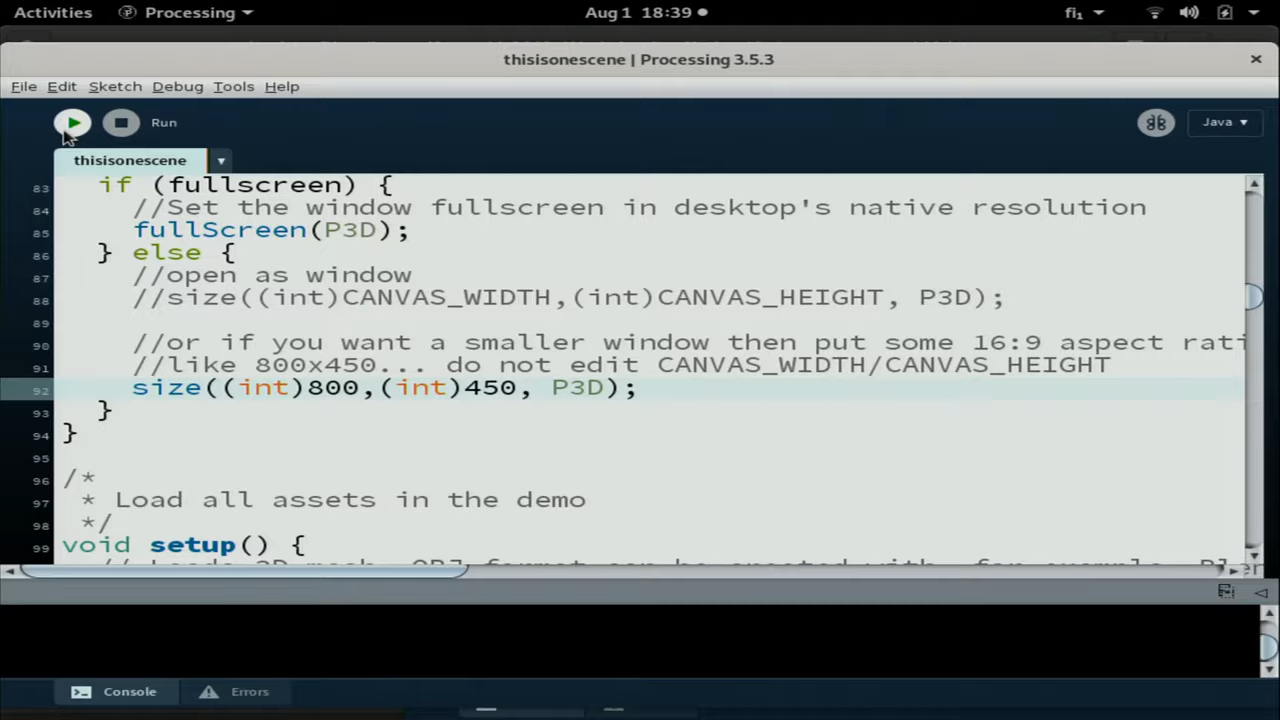 Activities Processing Aug 1 18:39 fi₁
thisisonescene | Processing 3.5.3 ×
File Edit Sketch Debug Tools Help
Run Java
thisisonescene
83 if (fullscreen) {
84 //Set the window fullscreen in desktop's native resolution
85 fullScreen(P3D);
86 } else {
87 //open as window
88 //size((int)CANVAS_WIDTH,(int)CANVAS_HEIGHT, P3D);
89
90 //or if you want a smaller window then put some 16:9 aspect rati
91 //like 800x450... do not edit CANVAS_WIDTH/CANVAS_HEIGHT
92 size((int)800,(int)450, P3D);
93 }
94 }
95
96 /*
97 * Load all assets in the demo
98 */
99 void setup() {
Console Errors